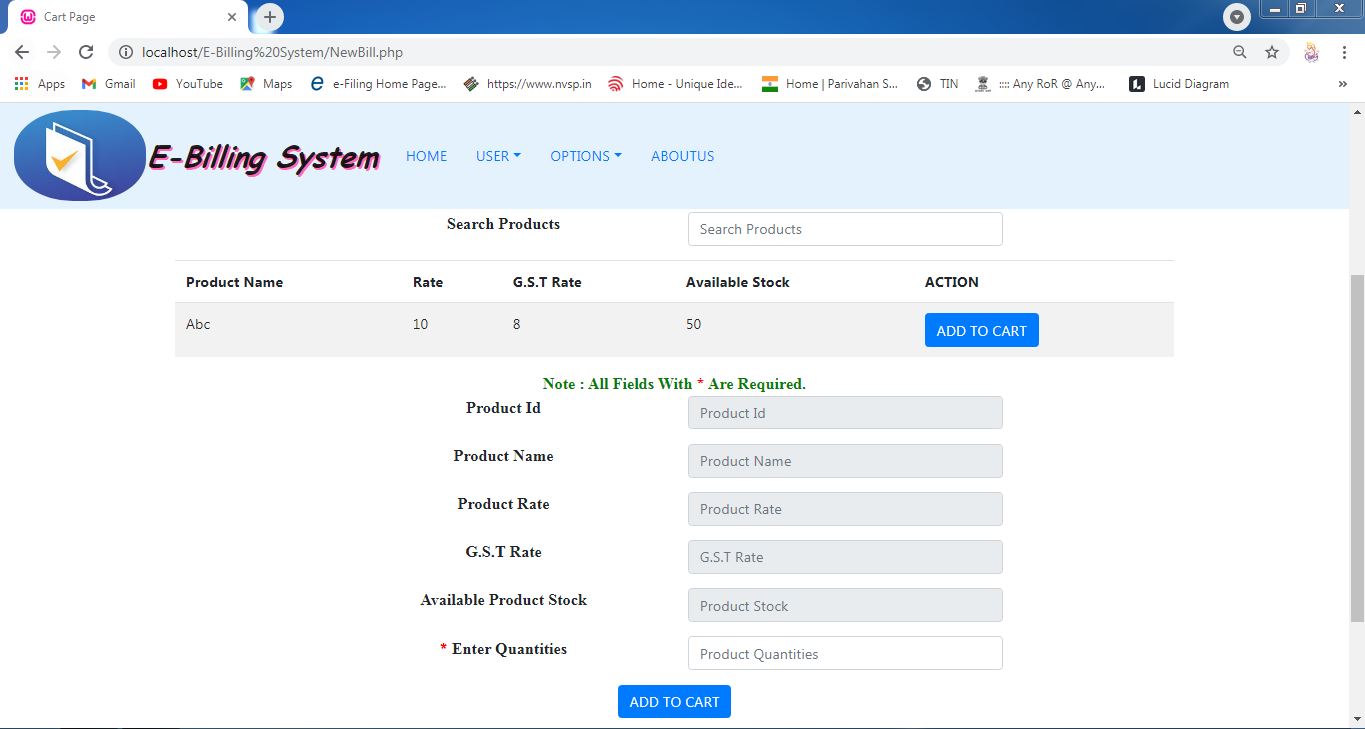 Cart Page
localhost/E-Billing%20System/NewBill.php
Apps Gmail YouTube Maps e-Filing Home Page... https://www.nvsp.in Home - Unique Ide... Home | Parivahan S... TIN :::: Any RoR @ Any... Lucid Diagram »
E-Billing System HOME USER OPTIONS ABOUTUS
Search Products Search Products
Product Name Rate G.S.T Rate Available Stock ACTION
Abc 10 8 50 ADD TO CART
Note : All Fields With * Are Required.
Product Id Product Id
Product Name Product Name
Product Rate Product Rate
G.S.T Rate G.S.T Rate
Available Product Stock Product Stock
* Enter Quantities Product Quantities
ADD TO CART